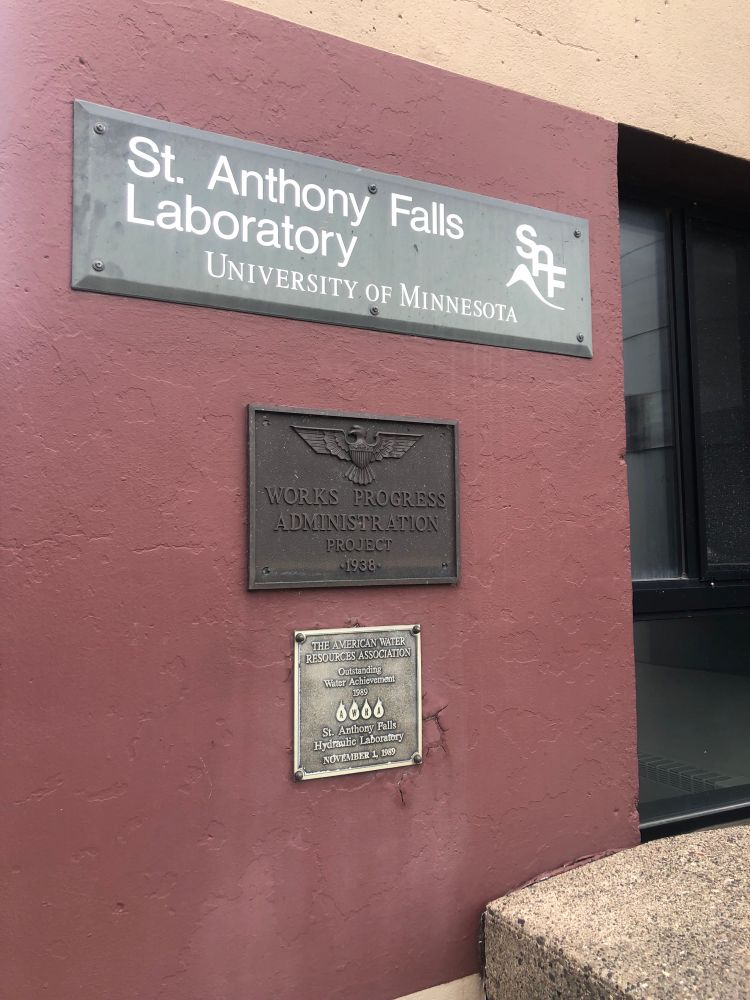 St. Anthony Falls
Laboratory
UNIVERSITY OF MINNESOTA
SAF
WORKS PROGRESS
ADMINISTRATION
PROJECT
·1938·
THE AMERICAN WATER
RESOURCES ASSOCIATION
Outstanding
Water Achievement
1989
AWRA
St. Anthony Falls
Hydraulic Laboratory
NOVEMBER 1, 1989